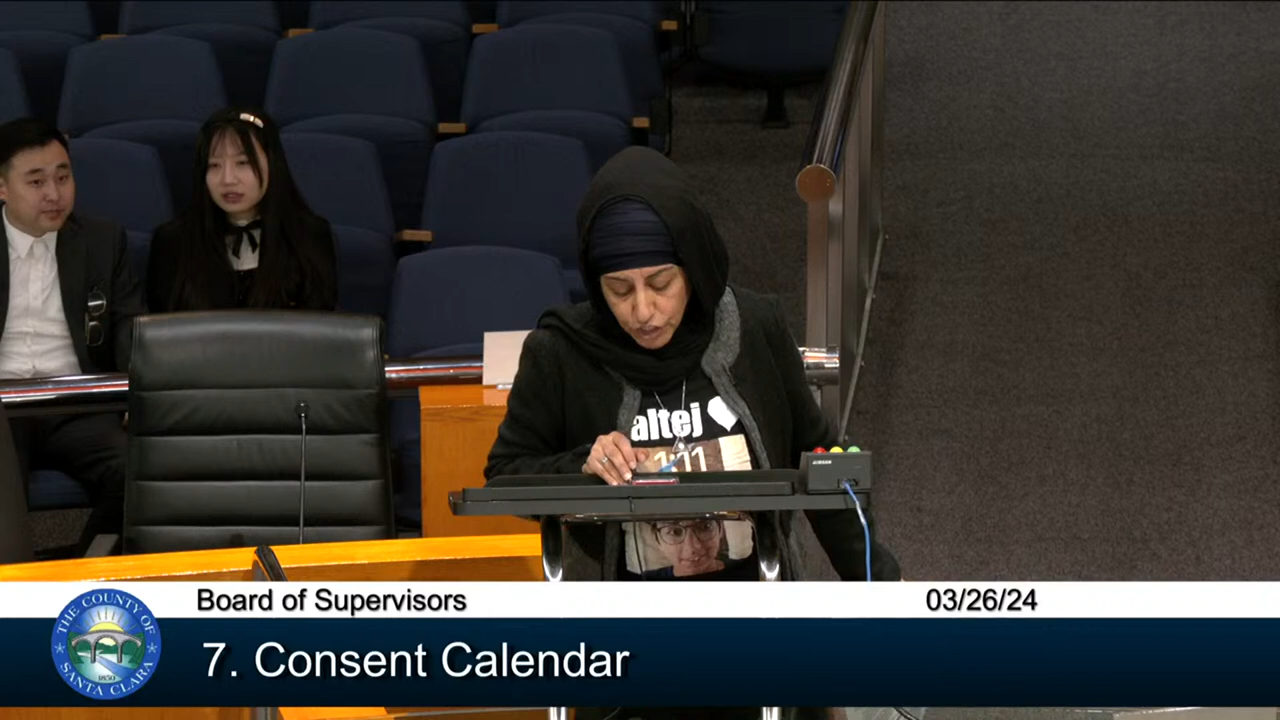 altej
1:11
Board of Supervisors
03/26/24
THE COUNTY OF
SANTA CLARA
1850
7. Consent Calendar